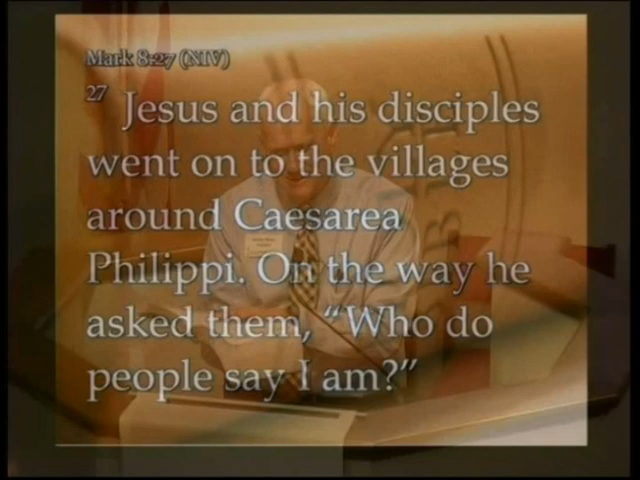 Mark 8:27 (NIV)
27 Jesus and his disciples
went on to the villages
around Caesarea
Philippi. On the way he
asked them, “Who do
people say I am?”